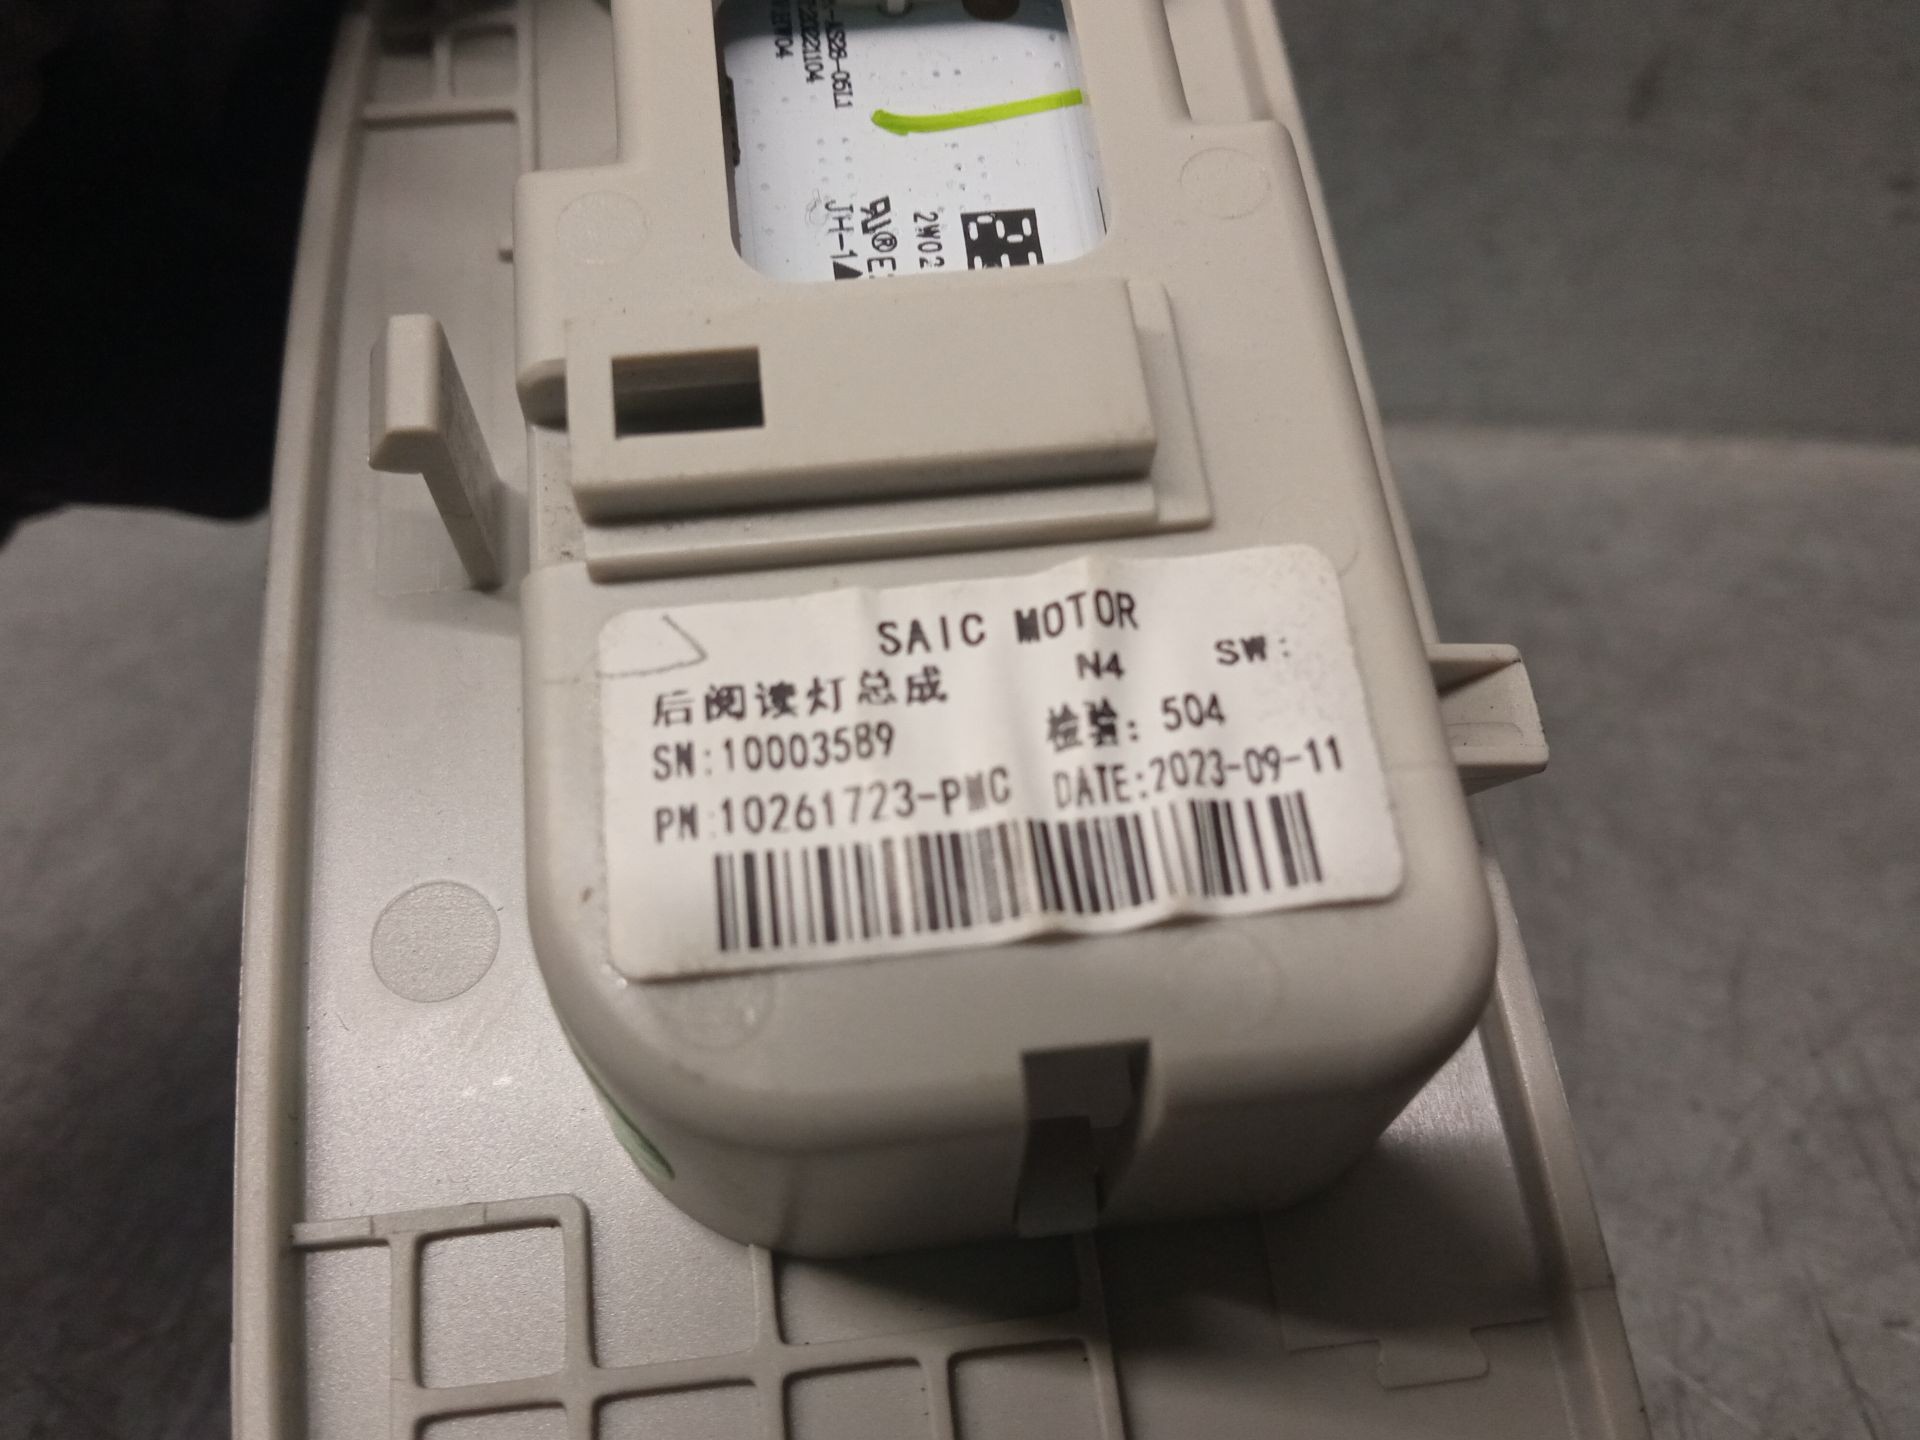 2W02
JH-1
SAIC MOTOR
后阅读灯总成 N4 SW:
SN:10003589 检验: 504
PN:10261723-PMC DATE:2023-09-11